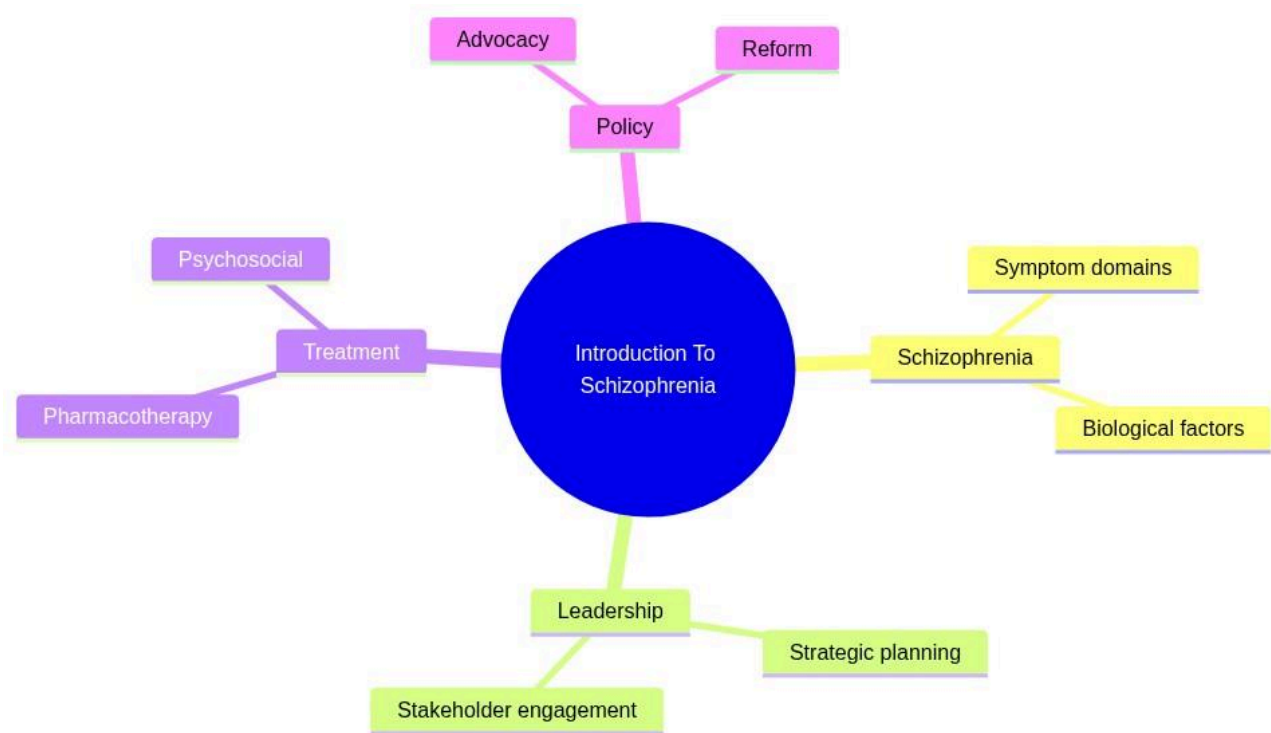 Advocacy
Reform
Policy
Psychosocial
Symptom domains
Treatment
Introduction To
Schizophrenia
Schizophrenia
Pharmacotherapy
Biological factors
Leadership
Strategic planning
Stakeholder engagement